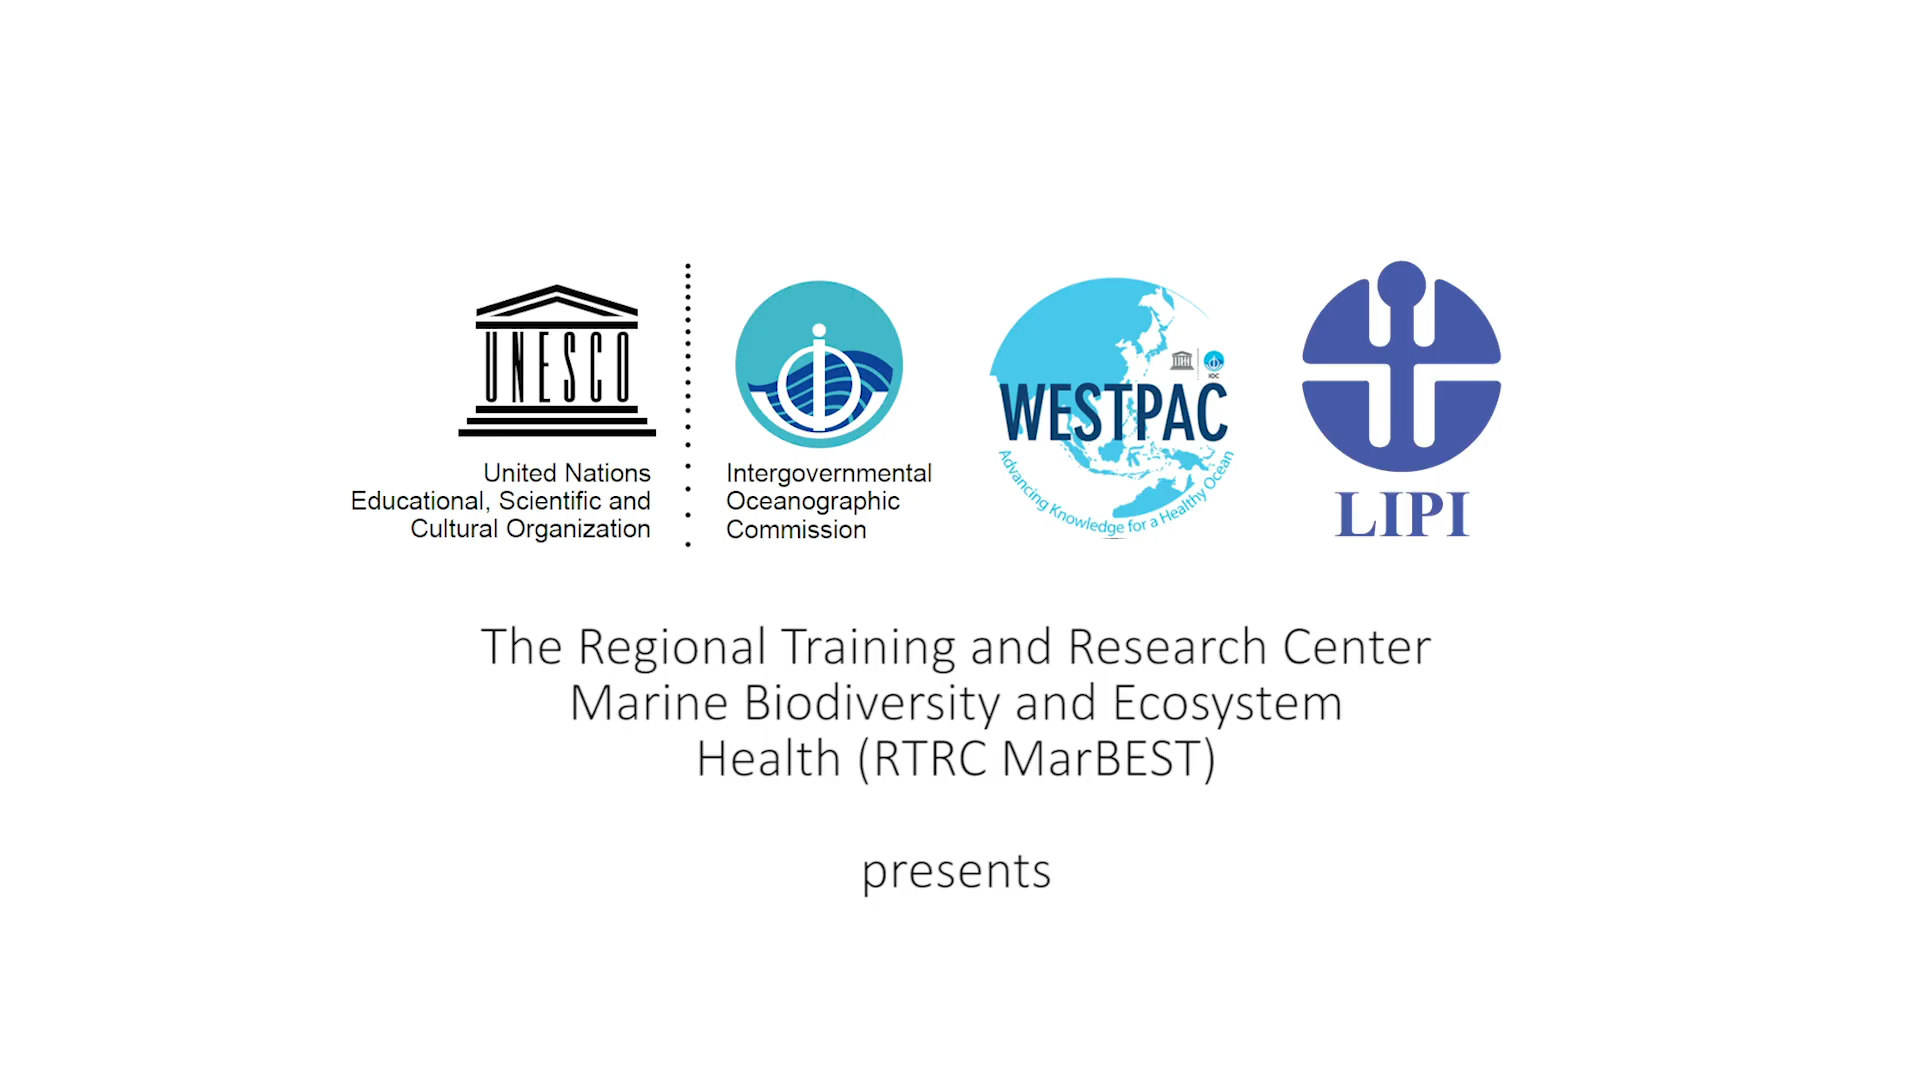 UNESCO
United Nations
Educational, Scientific and
Cultural Organization
Intergovernmental
Oceanographic
Commission
IOC
WESTPAC
Advancing Knowledge for a Healthy Ocean
LIPI
The Regional Training and Research Center
Marine Biodiversity and Ecosystem
Health (RTRC MarBEST)
presents